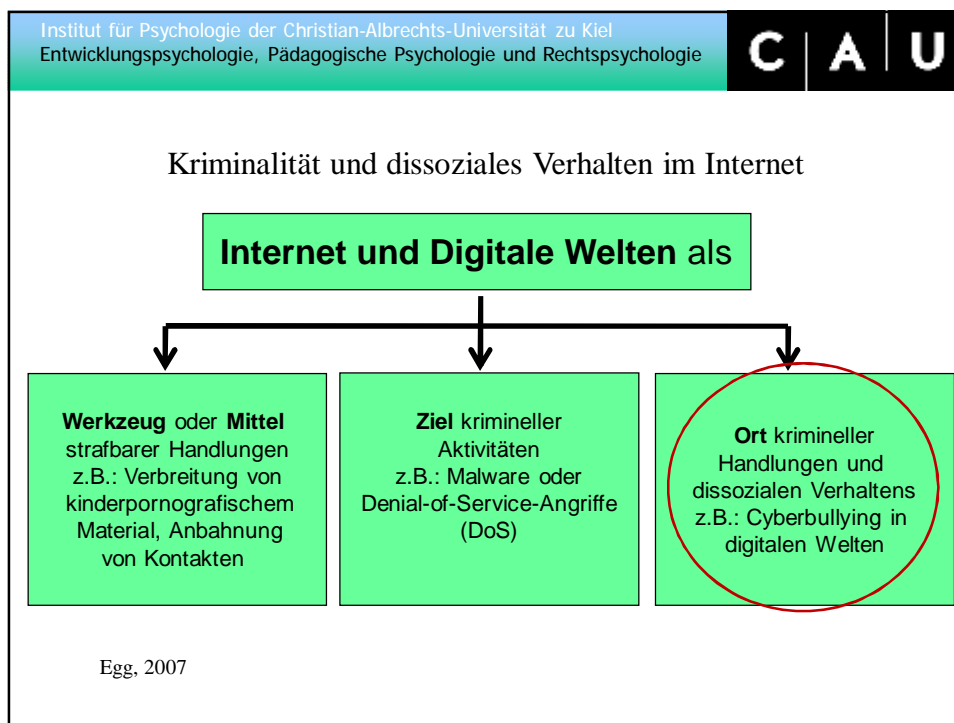 Institut für Psychologie der Christian-Albrechts-Universität zu Kiel
Entwicklungspsychologie, Pädagogische Psychologie und Rechtspsychologie
C A U
Kriminalität und dissoziales Verhalten im Internet
Internet und Digitale Welten als
Werkzeug oder Mittel
strafbarer Handlungen
z.B.: Verbreitung von
kinderpornografischem
Material, Anbahnung
von Kontakten
Ziel krimineller
Aktivitäten
z.B.: Malware oder
Denial-of-Service-Angriffe
(DoS)
Ort krimineller
Handlungen und
dissozialen Verhaltens
z.B.: Cyberbullying in
digitalen Welten
Egg, 2007